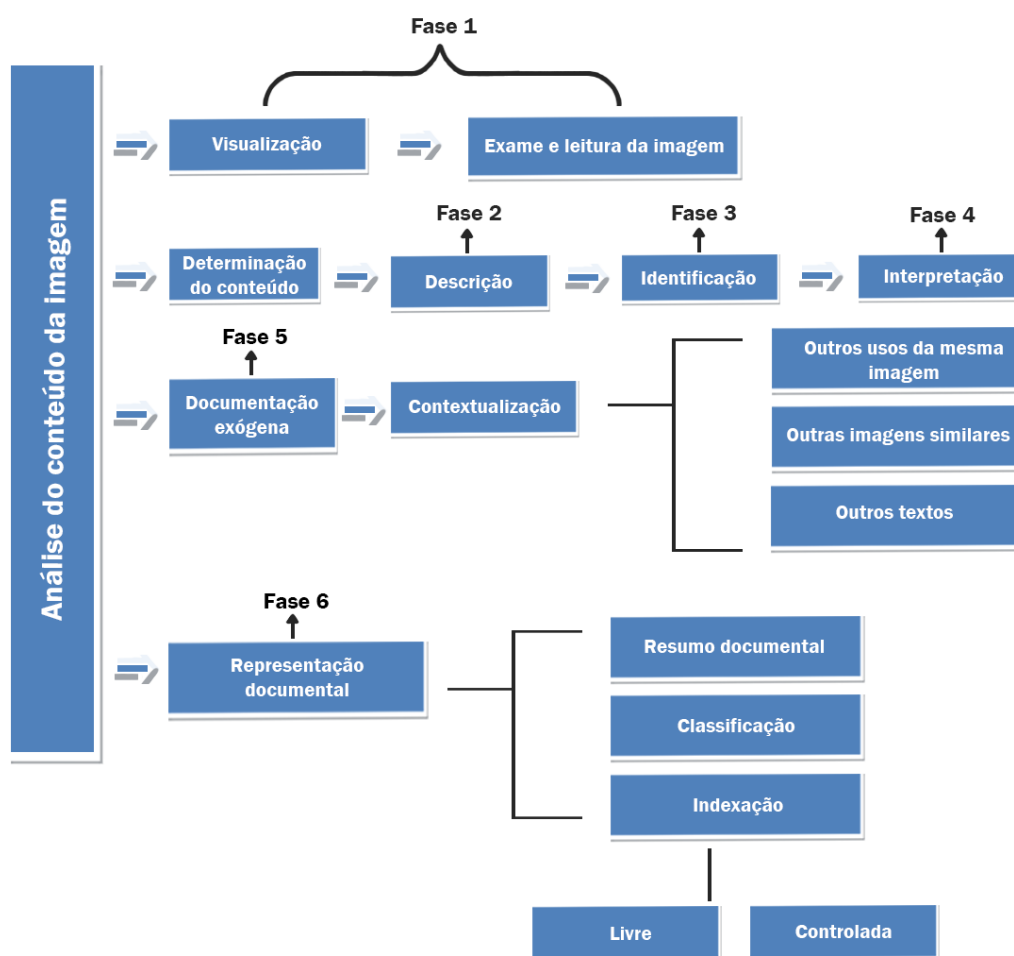 Análise do conteúdo da imagem
Fase 1
Visualização
Exame e leitura da imagem
Fase 2
Fase 3
Fase 4
Determinação
do conteúdo
Descrição
Identificação
Interpretação
Fase 5
Documentação
exógena
Contextualização
Outros usos da mesma
imagem
Outras imagens similares
Outros textos
Fase 6
Representação
documental
Resumo documental
Classificação
Indexação
Livre
Controlada